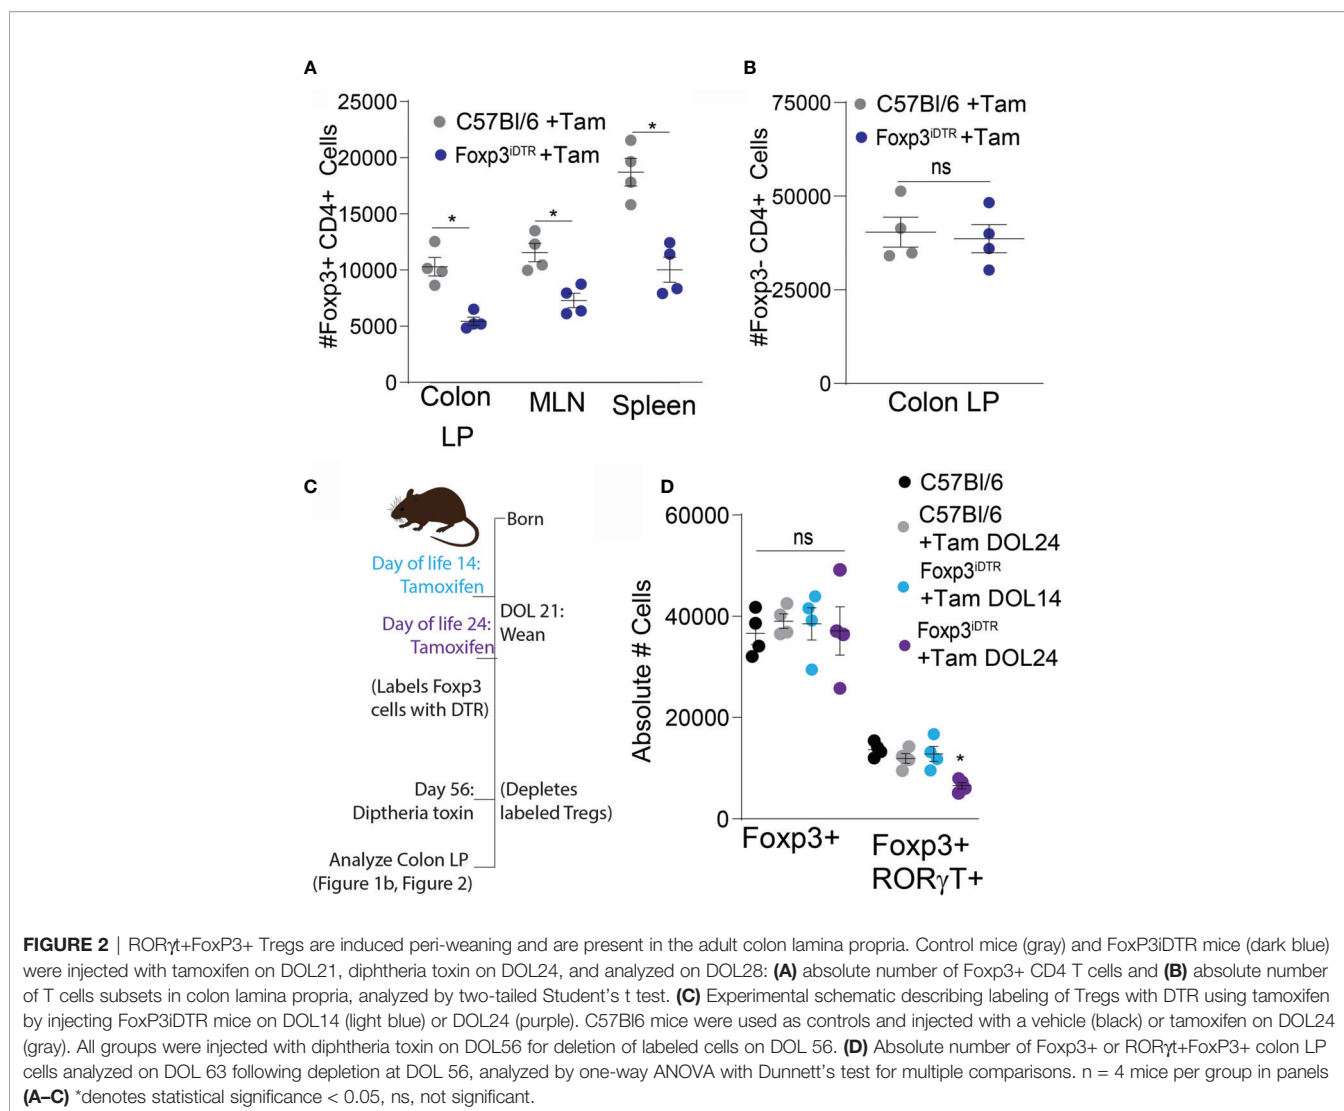 A
25000
20000
15000
10000
5000
0
#Foxp3+ CD4+ Cells
C57Bl/6 +Tam
Foxp3iDTR +Tam
*
*
*
Colon LP
MLN
Spleen
B
75000
50000
25000
0
#Foxp3- CD4+ Cells
C57Bl/6 +Tam
Foxp3iDTR +Tam
ns
Colon LP
C
Born
Day of life 14:
Tamoxifen
DOL 21:
Wean
Day of life 24:
Tamoxifen
(Labels Foxp3
cells with DTR)
Day 56:
Diptheria toxin
(Depletes
labeled Tregs)
Analyze Colon LP
(Figure 1b, Figure 2)
D
60000
40000
20000
0
Absolute # Cells
C57Bl/6
C57Bl/6
+Tam DOL24
Foxp3iDTR
+Tam DOL14
Foxp3iDTR
+Tam DOL24
ns
*
Foxp3+
Foxp3+
RORγT+
FIGURE 2 | RORγt+FoxP3+ Tregs are induced peri-weaning and are present in the adult colon lamina propria. Control mice (gray) and FoxP3iDTR mice (dark blue)
were injected with tamoxifen on DOL21, diphtheria toxin on DOL24, and analyzed on DOL28: (A) absolute number of Foxp3+ CD4 T cells and (B) absolute number
of T cells subsets in colon lamina propria, analyzed by two-tailed Student's t test. (C) Experimental schematic describing labeling of Tregs with DTR using tamoxifen
by injecting FoxP3iDTR mice on DOL14 (light blue) or DOL24 (purple). C57Bl6 mice were used as controls and injected with a vehicle (black) or tamoxifen on DOL24
(gray). All groups were injected with diphtheria toxin on DOL56 for deletion of labeled cells on DOL 56. (D) Absolute number of Foxp3+ or RORγt+FoxP3+ colon LP
cells analyzed on DOL 63 following depletion at DOL 56, analyzed by one-way ANOVA with Dunnett's test for multiple comparisons. n = 4 mice per group in panels
(A–C) *denotes statistical significance < 0.05, ns, not significant.